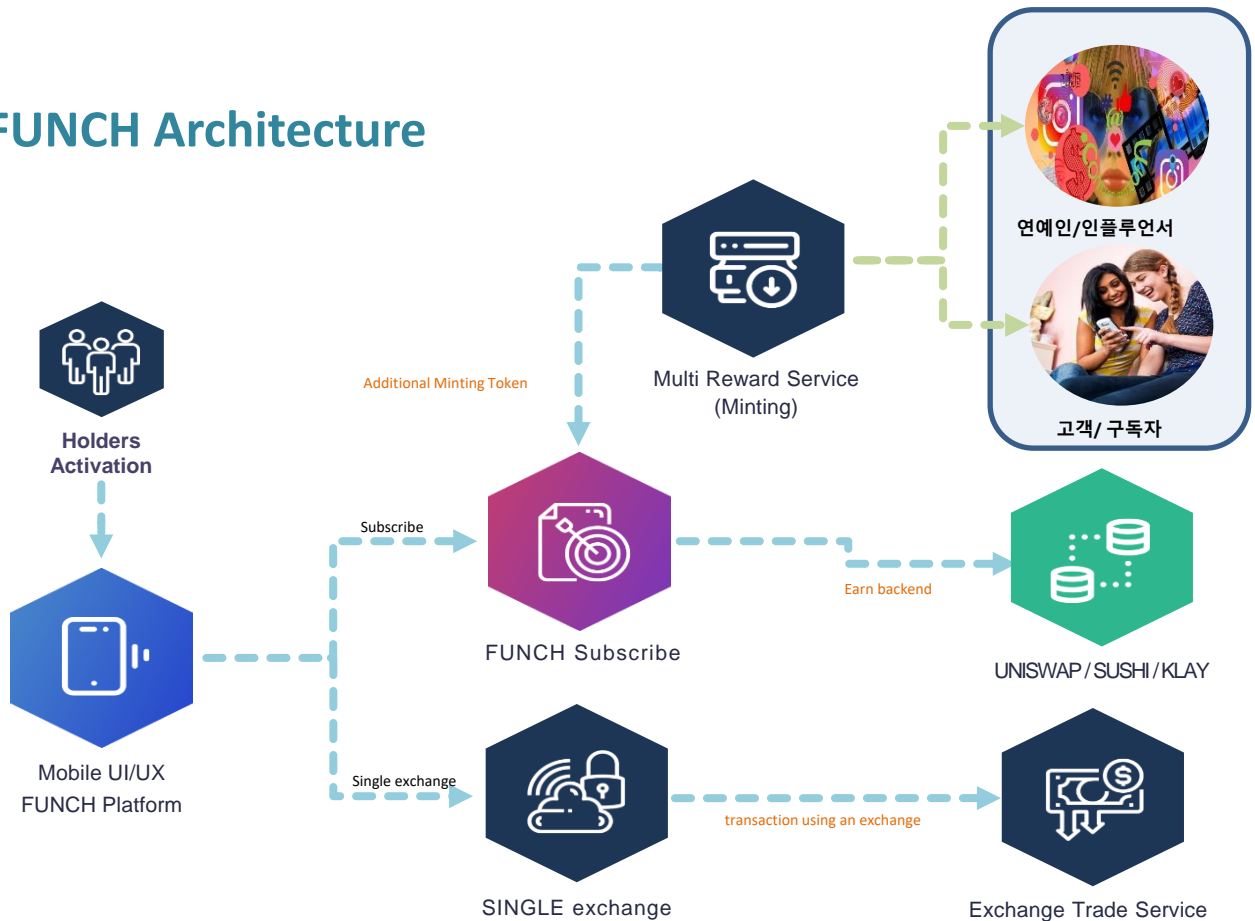 FUNCH Architecture
연예인/인플루언서
고객/ 구독자
Multi Reward Service
(Minting)
Additional Minting Token
Holders
Activation
Subscribe
FUNCH Subscribe
Earn backend
UNISWAP / SUSHI / KLAY
Mobile UI/UX
FUNCH Platform
Single exchange
SINGLE exchange
transaction using an exchange
Exchange Trade Service